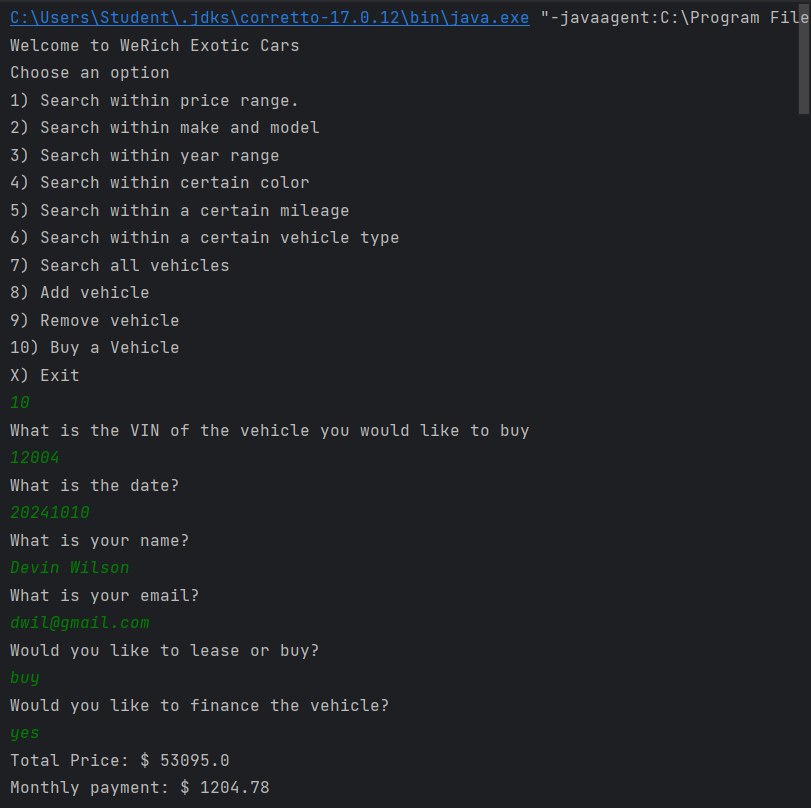 C:\Users\Student\.jdks\corretto-17.0.12\bin\java.exe "-javaagent:C:\Program File
Welcome to WeRich Exotic Cars
Choose an option
1) Search within price range.
2) Search within make and model
3) Search within year range
4) Search within certain color
5) Search within a certain mileage
6) Search within a certain vehicle type
7) Search all vehicles
8) Add vehicle
9) Remove vehicle
10) Buy a Vehicle
X) Exit
10
What is the VIN of the vehicle you would like to buy
12004
What is the date?
20241010
What is your name?
Devin Wilson
What is your email?
dwil@gmail.com
Would you like to lease or buy?
buy
Would you like to finance the vehicle?
yes
Total Price: $ 53095.0
Monthly payment: $ 1204.78